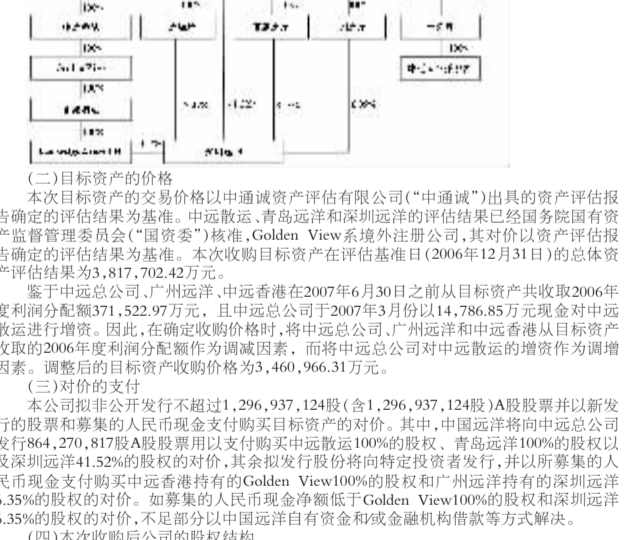 100%
100%
100%
100%
100%
100%
(二)目标资产的价格
本次目标资产的交易价格以中通诚资产评估有限公司(“中通诚”)出具的资产评估报
告确定的评估结果为基准。中远散运、青岛远洋和深圳远洋的评估结果已经国务院国有资
产监督管理委员会(“国资委”)核准,Golden View系境外注册公司,其对价以资产评估报
告确定的评估结果为基准。本次收购目标资产在评估基准日(2006年12月31日)的总体资
产评估结果为3,817,702.42万元。
鉴于中远总公司、广州远洋、中远香港在2007年6月30日之前从目标资产共收取2006年
度利润分配额371,522.97万元，且中远总公司于2007年3月份以14,786.85万元现金对中远
散运进行增资。因此,在确定收购价格时,将中远总公司、广州远洋和中远香港从目标资产
收取的2006年度利润分配额作为调减因素，而将中远总公司对中远散运的增资作为调增
因素。调整后的目标资产收购价格为3,460,966.31万元。
(三)对价的支付
本公司拟非公开发行不超过1,296,937,124股(含1,296,937,124股)A股股票并以新发
行的股票和募集的人民币现金支付购买目标资产的对价。其中,中国远洋将向中远总公司
发行864,270,817股A股股票用以支付购买中远散运100%的股权、青岛远洋100%的股权以
及深圳远洋41.52%的股权的对价,其余拟发行股份将向特定投资者发行,并以所募集的人
民币现金支付购买中远香港持有的Golden View100%的股权和广州远洋持有的深圳远洋
6.35%的股权的对价。如募集的人民币现金净额低于Golden View100%的股权和深圳远洋
6.35%的股权的对价,不足部分以中国远洋自有资金和/或金融机构借款等方式解决。
(四)本次收购后公司的股权结构